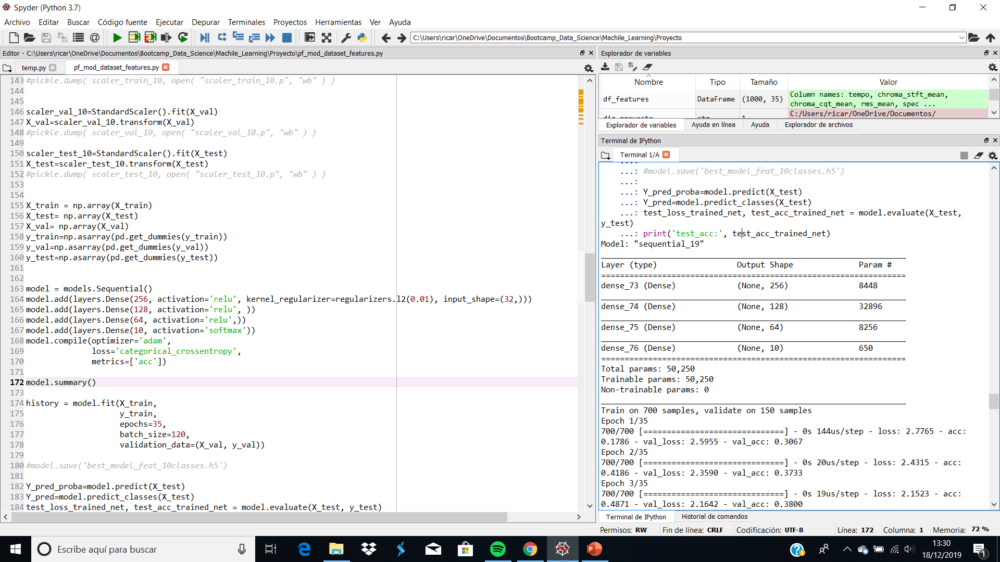 Spyder (Python 3.7)
Archivo Editar Buscar Código fuente Ejecutar Depurar Terminales Proyectos Herramientas Ver Ayuda
C:\Users\ricar\OneDrive\Documentos\Bootcamp_Data_Science\Machile_Learning\Proyecto
Editor - C:\Users\ricar\OneDrive\Documentos\Bootcamp_Data_Science\Machile_Learning\Proyecto\pf_mod_dataset_features.py
temp.py pf_mod_dataset_features.py
143 #pickle.dump( scaler_train_10, open( "scaler_train_10.p", "wb" ) )
144
145
146 scaler_val_10=StandardScaler().fit(X_val)
147 X_val=scaler_val_10.transform(X_val)
148 #pickle.dump( scaler_val_10, open( "scaler_val_10.p", "wb" ) )
149
150 scaler_test_10=StandardScaler().fit(X_test)
151 X_test=scaler_test_10.transform(X_test)
152 #pickle.dump( scaler_test_10, open( "scaler_test_10.p", "wb" ) )
153
154
155 X_train = np.array(X_train)
156 X_test= np.array(X_test)
157 X_val= np.array(X_val)
158 y_train=np.asarray(pd.get_dummies(y_train))
159 y_val=np.asarray(pd.get_dummies(y_val))
160 y_test=np.asarray(pd.get_dummies(y_test))
161
162
163 model = models.Sequential()
164 model.add(layers.Dense(256, activation='relu', kernel_regularizer=regularizers.l2(0.01), input_shape=(32,)))
165 model.add(layers.Dense(128, activation='relu', ))
166 model.add(layers.Dense(64, activation='relu',))
167 model.add(layers.Dense(10, activation='softmax'))
168 model.compile(optimizer='adam',
169 loss='categorical_crossentropy',
170 metrics=['acc'])
171
172 model.summary()
173
174 history = model.fit(X_train,
175 y_train,
176 epochs=35,
177 batch_size=120,
178 validation_data=(X_val, y_val))
179
180 #model.save('best_model_feat_10classes.h5')
181
182 Y_pred_proba=model.predict(X_test)
183 Y_pred=model.predict_classes(X_test)
184 test_loss_trained_net, test_acc_trained_net = model.evaluate(X_test, y_test)
Explorador de variables
Nombre Tipo Tamaño Valor
df_features DataFrame (1000, 35) Column names: tempo, chroma_stft_mean,
chroma_cqt_mean, rms_mean, spec ...
dir_proyecto str 1 C:/Users/ricar/OneDrive/Documentos/
Explorador de variables Ayuda en línea Ayuda Explorador de archivos
Terminal de IPython
Terminal 1/A
...:
...: #model.save('best_model_feat_10classes.h5')
...:
...: Y_pred_proba=model.predict(X_test)
...: Y_pred=model.predict_classes(X_test)
...: test_loss_trained_net, test_acc_trained_net = model.evaluate(X_test,
y_test)
...: print('test_acc:', test_acc_trained_net)
Model: "sequential_19"
Layer (type) Output Shape Param #
dense_73 (Dense) (None, 256) 8448
dense_74 (Dense) (None, 128) 32896
dense_75 (Dense) (None, 64) 8256
dense_76 (Dense) (None, 10) 650
Total params: 50,250
Trainable params: 50,250
Non-trainable params: 0
Train on 700 samples, validate on 150 samples
Epoch 1/35
700/700 [==============================] - 0s 144us/step - loss: 2.7765 - acc:
0.1786 - val_loss: 2.5955 - val_acc: 0.3067
Epoch 2/35
700/700 [==============================] - 0s 20us/step - loss: 2.4315 - acc:
0.4186 - val_loss: 2.3590 - val_acc: 0.3733
Epoch 3/35
700/700 [==============================] - 0s 19us/step - loss: 2.1523 - acc:
0.4871 - val_loss: 2.1642 - val_acc: 0.3800
Terminal de IPython Historial de comandos
Permisos: RW Fin de línea: CRLF Codificación: UTF-8 Línea: 172 Columna: 1 Memoria: 72 %
Escribe aquí para buscar
13:30
18/12/2019
1